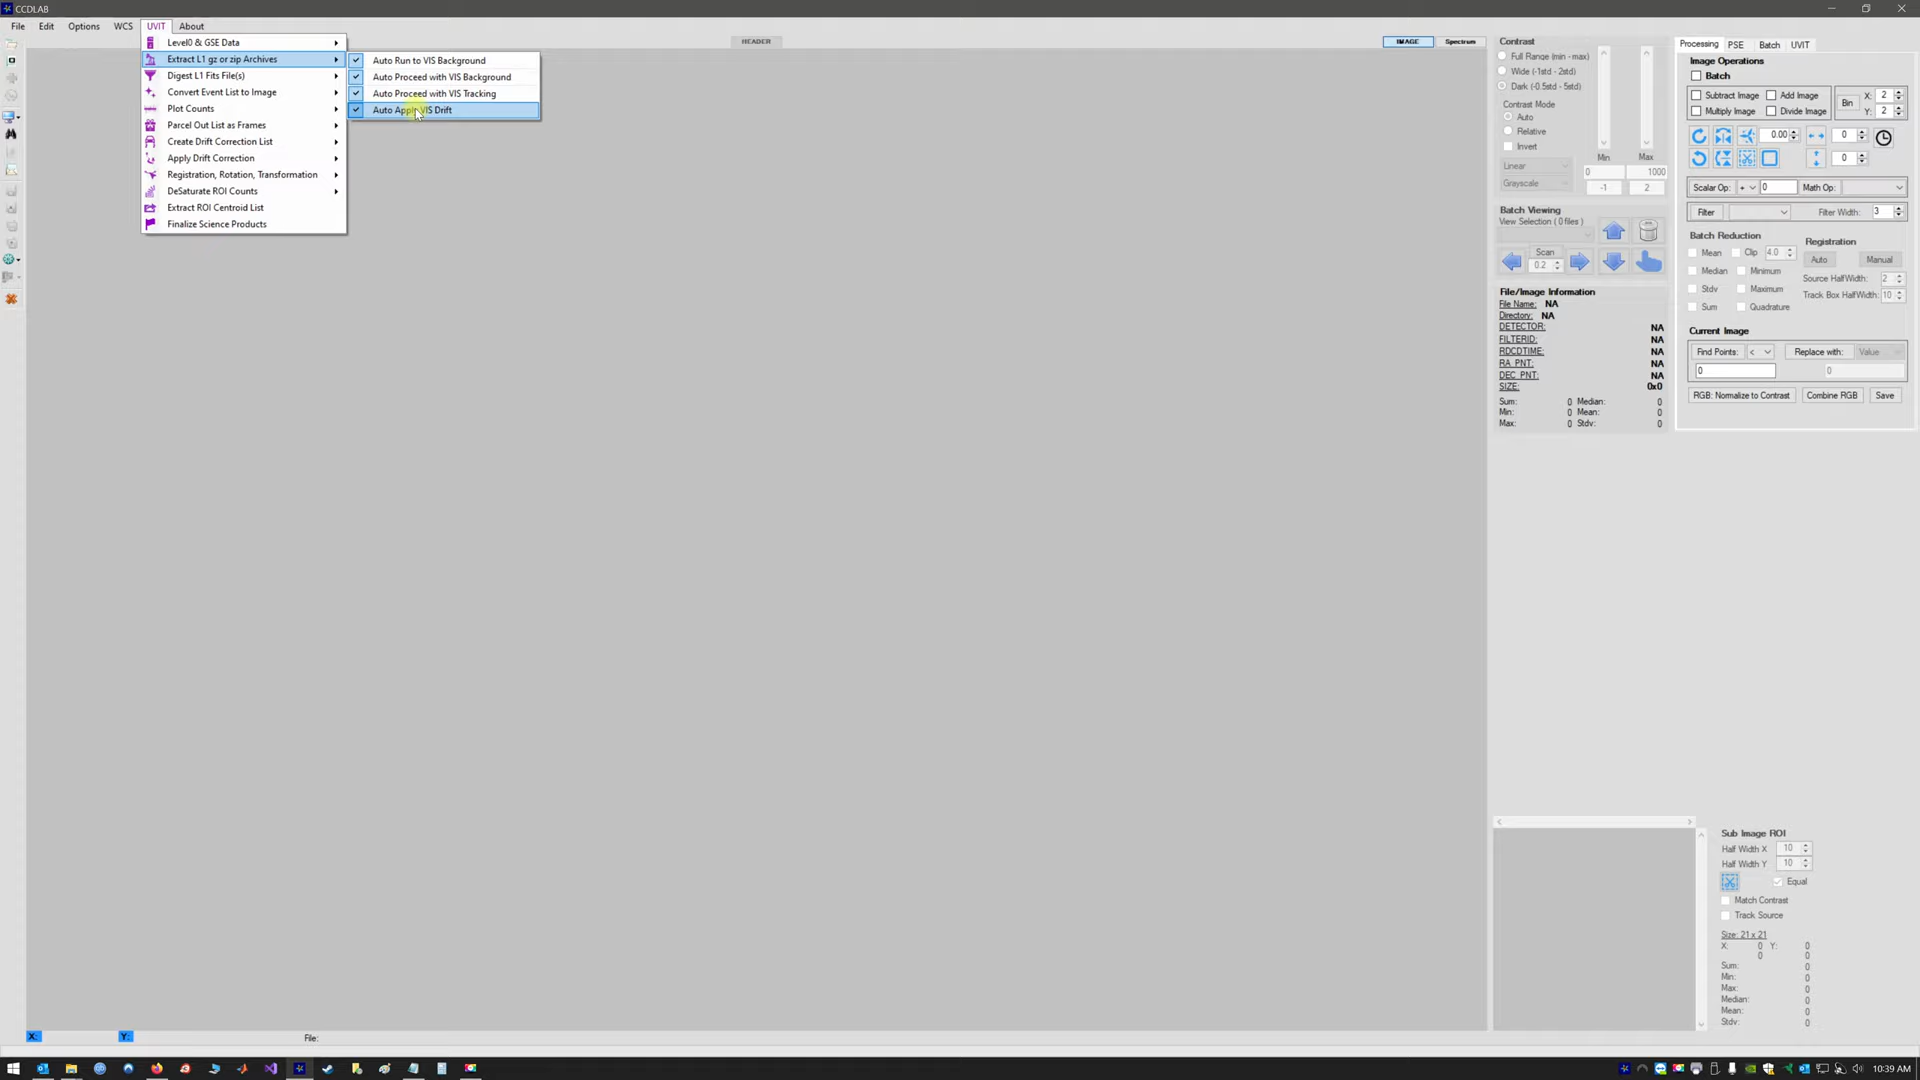 CCDLAB
File Edit Options WCS UVIT About
Level0 & GSE Data
Extract L1 gz or zip Archives
Digest L1 Fits File(s)
Convert Event List to Image
Plot Counts
Parcel Out List as Frames
Create Drift Correction List
Apply Drift Correction
Registration, Rotation, Transformation
DeSaturate ROI Counts
Extract ROI Centroid List
Finalize Science Products
Auto Run to VIS Background
Auto Proceed with VIS Background
Auto Proceed with VIS Tracking
Auto Apply VIS Drift
HEADER
IMAGE Spectrum
Contrast
Full Range (min - max)
Wide (-1std - 2std)
Dark (-0.5std - 5std)
Contrast Mode
Auto
Relative
Invert
Linear
Grayscale
Min Max
0 1000
-1 2
Batch Viewing
View Selection ( 0 files )
Scan
0.2
File/Image Information
File Name: NA
Directory: NA
DETECTOR: NA
FILTERID: NA
RDCDTIME: NA
RA_PNT: NA
DEC_PNT: NA
SIZE: 0x0
Sum: 0 Median: 0
Min: 0 Mean: 0
Max: 0 Stdv: 0
Processing PSE Batch UVIT
Image Operations
Batch
Subtract Image Add Image
Multiply Image Divide Image
Bin X: 2
Y: 2
0.00 0
0
Scalar Op: + 0 Math Op:
Filter Filter Width: 3
Batch Reduction
Mean Clip 4.0
Median Minimum
Stdv Maximum
Sum Quadrature
Registration
Auto Manual
Source HalfWidth: 2
Track Box HalfWidth: 10
Current Image
Find Points: < Replace with: Value
0 0
RGB: Normalize to Contrast Combine RGB Save
Sub Image ROI
Half Width X 10
Half Width Y 10
Equal
Match Contrast
Track Source
Size: 21 x 21
X: 0 Y: 0
0 0
Sum: 0
Min: 0
Max: 0
Median: 0
Mean: 0
Stdv: 0
X: Y: File:
10:39 AM